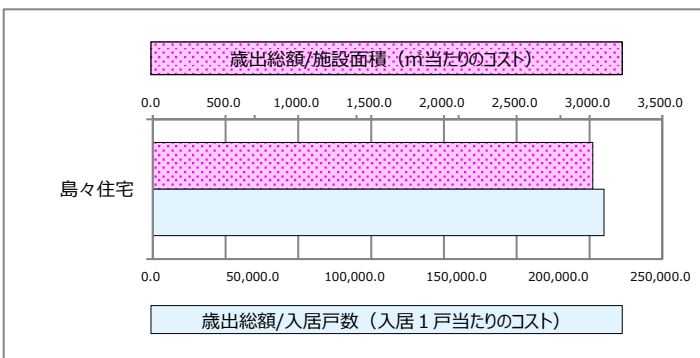 歳出総額/施設面積（㎡当たりのコスト）
0.0 500.0 1,000.0 1,500.0 2,000.0 2,500.0 3,000.0 3,500.0
島々住宅
0.0 50,000.0 100,000.0 150,000.0 200,000.0 250,000.0
歳出総額/入居戸数（入居１戸当たりのコスト）